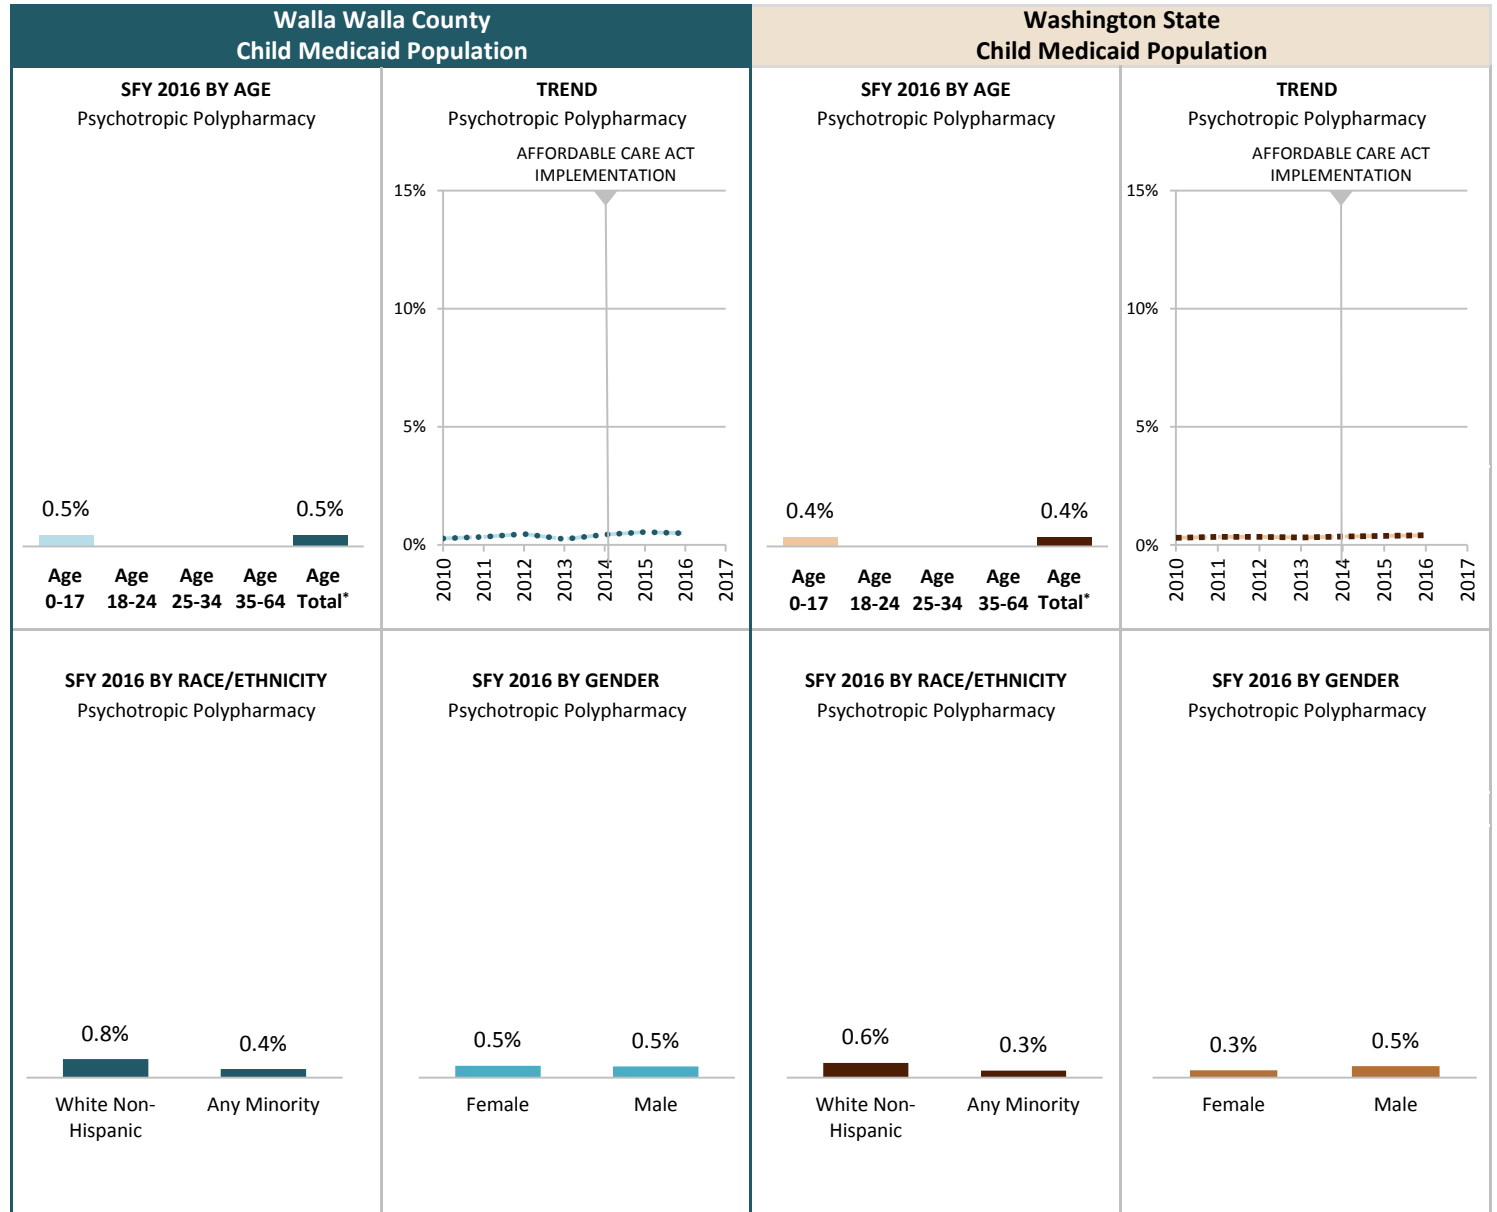 Walla Walla County
Child Medicaid Population
Washington State
Child Medicaid Population
SFY 2016 BY AGE
Psychotropic Polypharmacy
0.5%
0.5%
Age
0-17
Age
18-24
Age
25-34
Age
35-64
Age
Total*
TREND
Psychotropic Polypharmacy
AFFORDABLE CARE ACT
IMPLEMENTATION
15%
10%
5%
0%
2010
2011
2012
2013
2014
2015
2016
2017
SFY 2016 BY AGE
Psychotropic Polypharmacy
0.4%
0.4%
Age
0-17
Age
18-24
Age
25-34
Age
35-64
Age
Total*
TREND
Psychotropic Polypharmacy
AFFORDABLE CARE ACT
IMPLEMENTATION
15%
10%
5%
0%
2010
2011
2012
2013
2014
2015
2016
2017
SFY 2016 BY RACE/ETHNICITY
Psychotropic Polypharmacy
0.8%
0.4%
White Non-
Hispanic
Any Minority
SFY 2016 BY GENDER
Psychotropic Polypharmacy
0.5%
0.5%
Female
Male
SFY 2016 BY RACE/ETHNICITY
Psychotropic Polypharmacy
0.6%
0.3%
White Non-
Hispanic
Any Minority
SFY 2016 BY GENDER
Psychotropic Polypharmacy
0.3%
0.5%
Female
Male